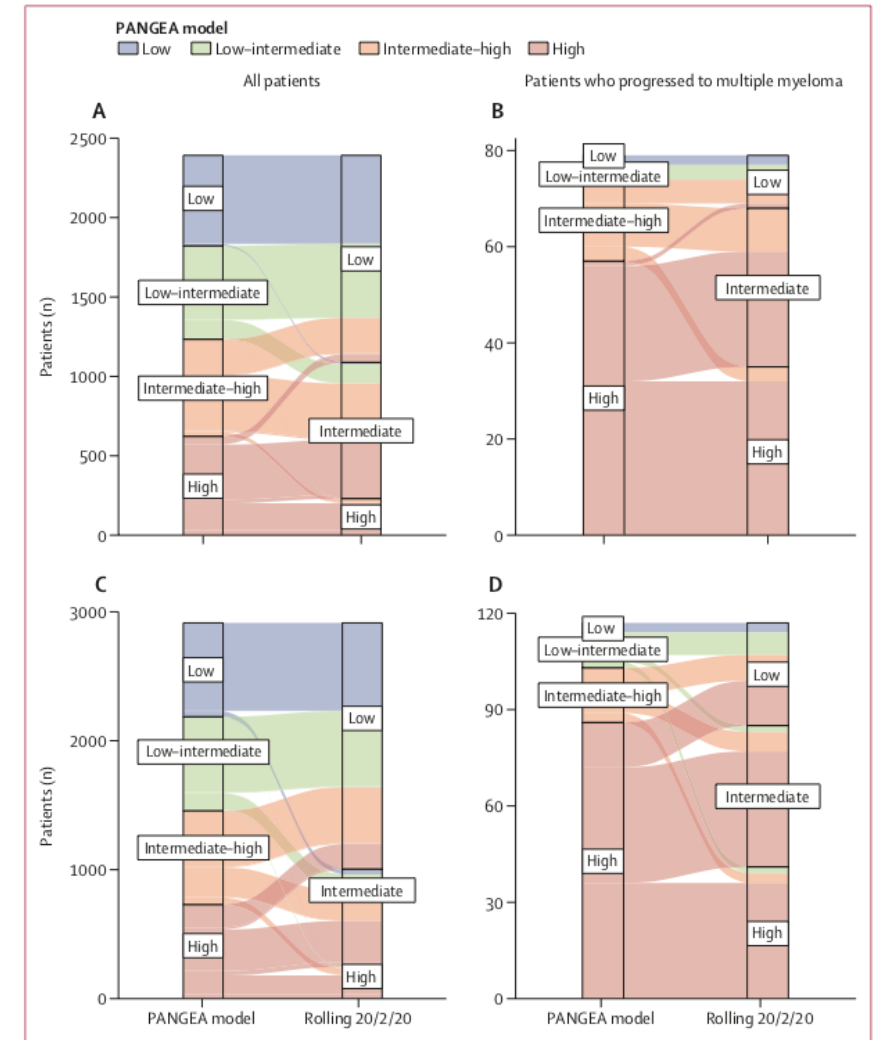 PANGEA model
Low Low–intermediate Intermediate–high High
All patients Patients who progressed to multiple myeloma
A
2500
2000
1500
1000
500
0
Patients (n)
Low
Low–intermediate
Intermediate–high
High
Low
Intermediate
High
B
80
60
40
20
0
Low
Low–intermediate
Intermediate–high
High
Low
Intermediate
High
C
3000
2000
1000
0
Patients (n)
Low
Low–intermediate
Intermediate–high
High
Low
Intermediate
High
PANGEA model Rolling 20/2/20
D
120
90
60
30
0
Low
Low–intermediate
Intermediate–high
High
Low
Intermediate
High
PANGEA model Rolling 20/2/20